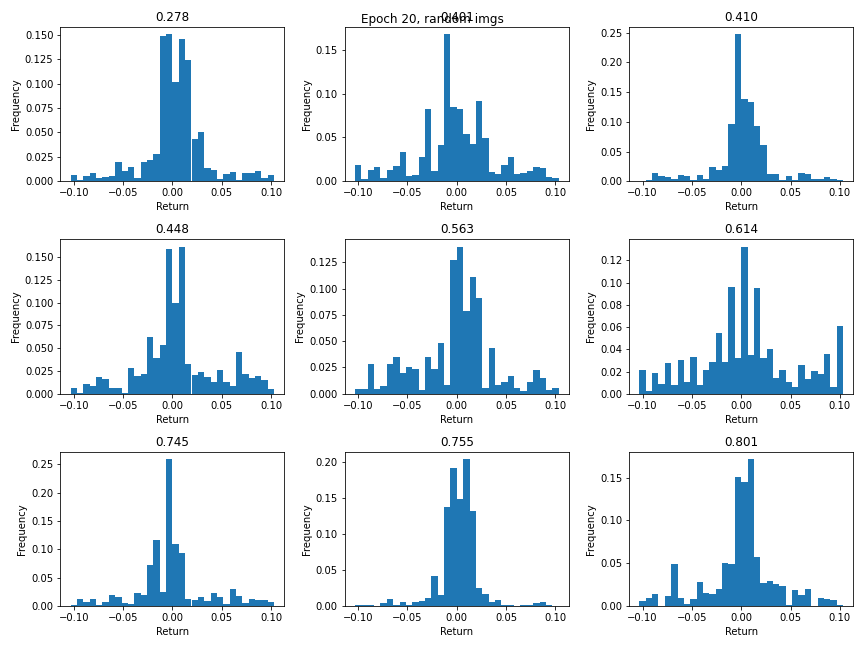 Epoch 20, random imgs
0.278 0.401 0.410
Frequency Frequency Frequency
0.150 0.125 0.100 0.075 0.050 0.025 0.000
0.15 0.10 0.05 0.00
0.25 0.20 0.15 0.10 0.05 0.00
−0.10 −0.05 0.00 0.05 0.10 −0.10 −0.05 0.00 0.05 0.10 −0.10 −0.05 0.00 0.05 0.10
Return Return Return
0.448 0.563 0.614
Frequency Frequency Frequency
0.150 0.125 0.100 0.075 0.050 0.025 0.000
0.125 0.100 0.075 0.050 0.025 0.000
0.12 0.10 0.08 0.06 0.04 0.02 0.00
−0.10 −0.05 0.00 0.05 0.10 −0.10 −0.05 0.00 0.05 0.10 −0.10 −0.05 0.00 0.05 0.10
Return Return Return
0.745 0.755 0.801
Frequency Frequency Frequency
0.25 0.20 0.15 0.10 0.05 0.00
0.20 0.15 0.10 0.05 0.00
0.15 0.10 0.05 0.00
−0.10 −0.05 0.00 0.05 0.10 −0.10 −0.05 0.00 0.05 0.10 −0.10 −0.05 0.00 0.05 0.10
Return Return Return